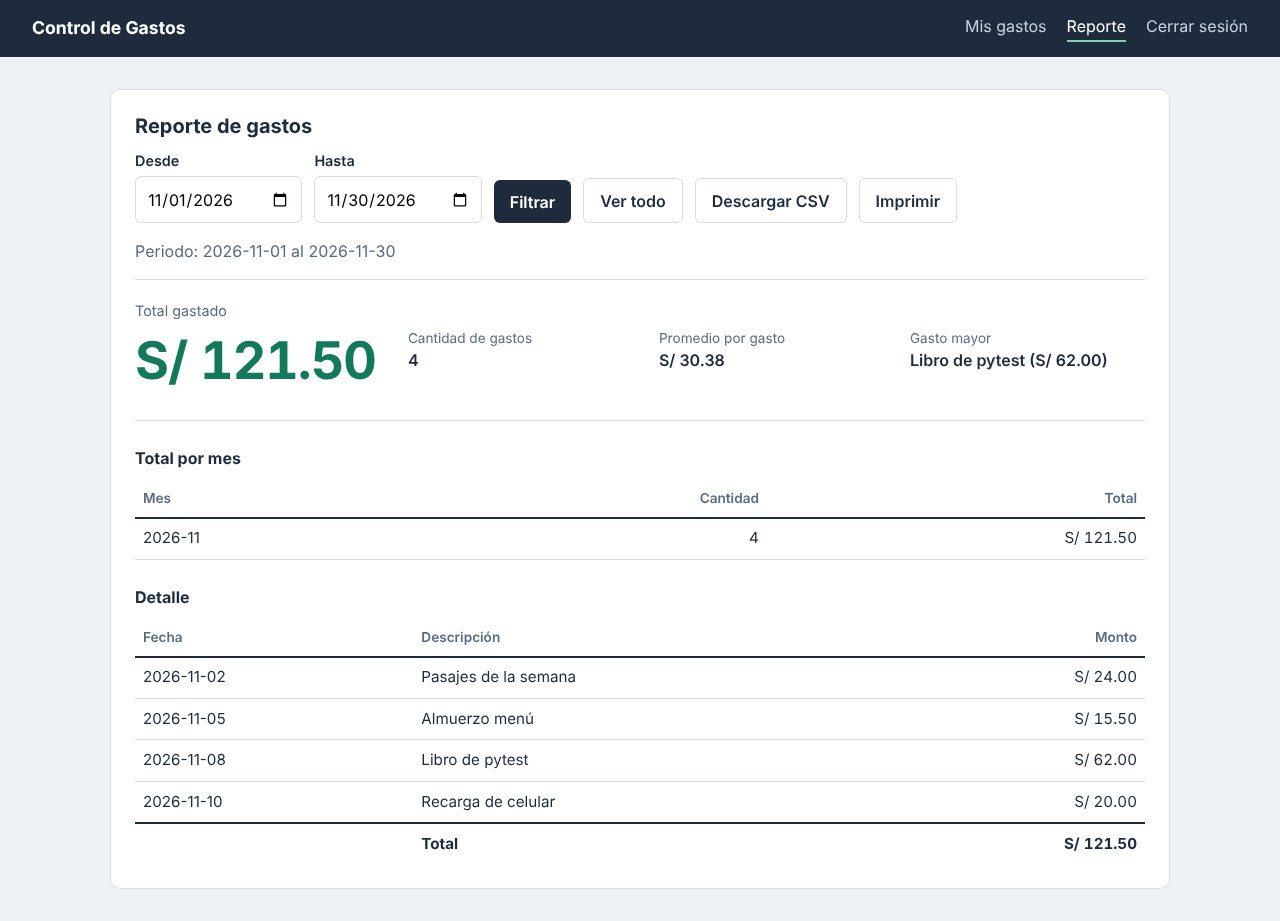 Control de Gastos
Mis gastos Reporte Cerrar sesión
Reporte de gastos
Desde Hasta
11/01/2026 11/30/2026 Filtrar Ver todo Descargar CSV Imprimir
Periodo: 2026-11-01 al 2026-11-30
Total gastado
S/ 121.50
Cantidad de gastos
4
Promedio por gasto
S/ 30.38
Gasto mayor
Libro de pytest (S/ 62.00)
Total por mes
Mes Cantidad Total
2026-11 4 S/ 121.50
Detalle
Fecha Descripción Monto
2026-11-02 Pasajes de la semana S/ 24.00
2026-11-05 Almuerzo menú S/ 15.50
2026-11-08 Libro de pytest S/ 62.00
2026-11-10 Recarga de celular S/ 20.00
Total S/ 121.50